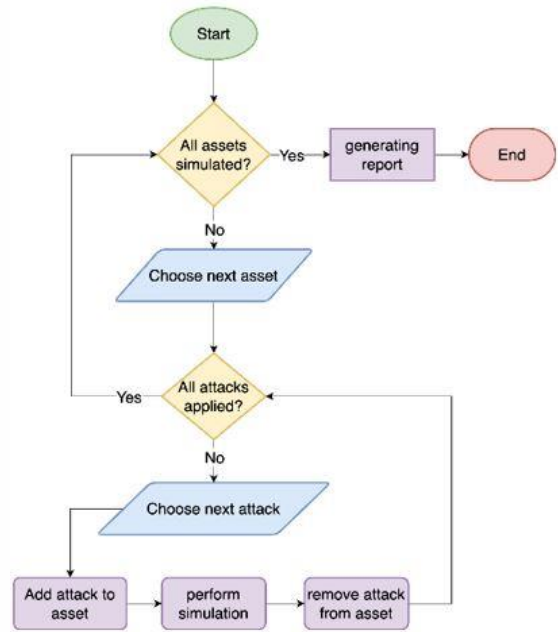 Start
All assets
simulated?
Yes
generating
report
End
No
Choose next asset
All attacks
applied?
Yes
No
Choose next attack
Add attack to
asset
perform
simulation
remove attack
from asset